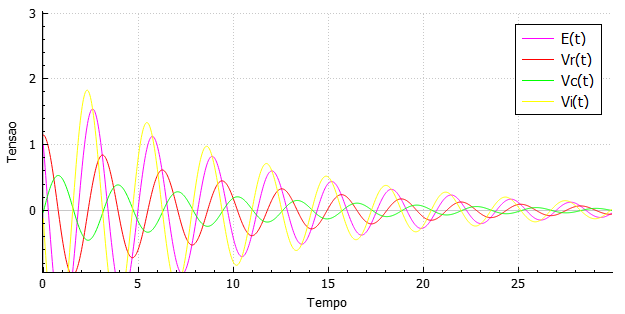 3
2
1
0
Tensao
E(t)
Vr(t)
Vc(t)
Vi(t)
0 5 10 15 20 25
Tempo